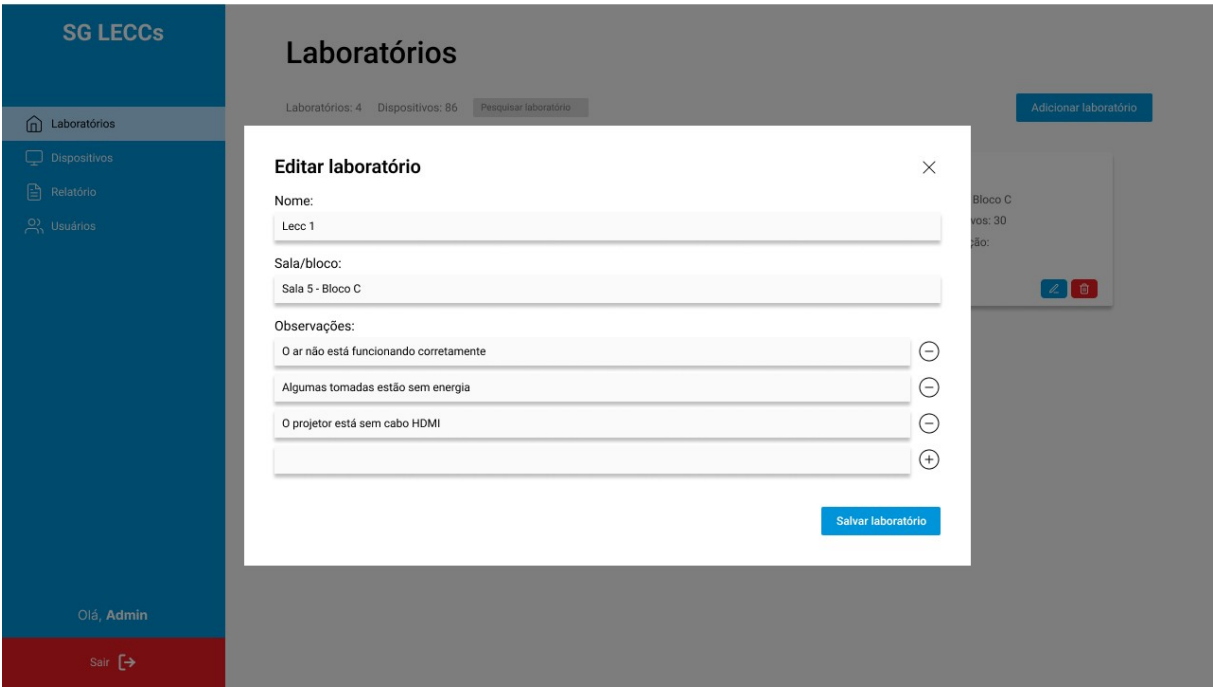 SG LECCs
Laboratórios
Dispositivos
Relatório
Usuários
Olá, Admin
Sair
Laboratórios
Laboratórios: 4 Dispositivos: 86 Pesquisar laboratório
Adicionar laboratório
Bloco C
vos: 30
ção:
Editar laboratório
Nome:
Lecc 1
Sala/bloco:
Sala 5 - Bloco C
Observações:
O ar não está funcionando corretamente
Algumas tomadas estão sem energia
O projetor está sem cabo HDMI
Salvar laboratório